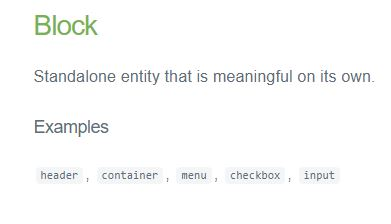 Block
Standalone entity that is meaningful on its own.
Examples
header, container, menu, checkbox, input